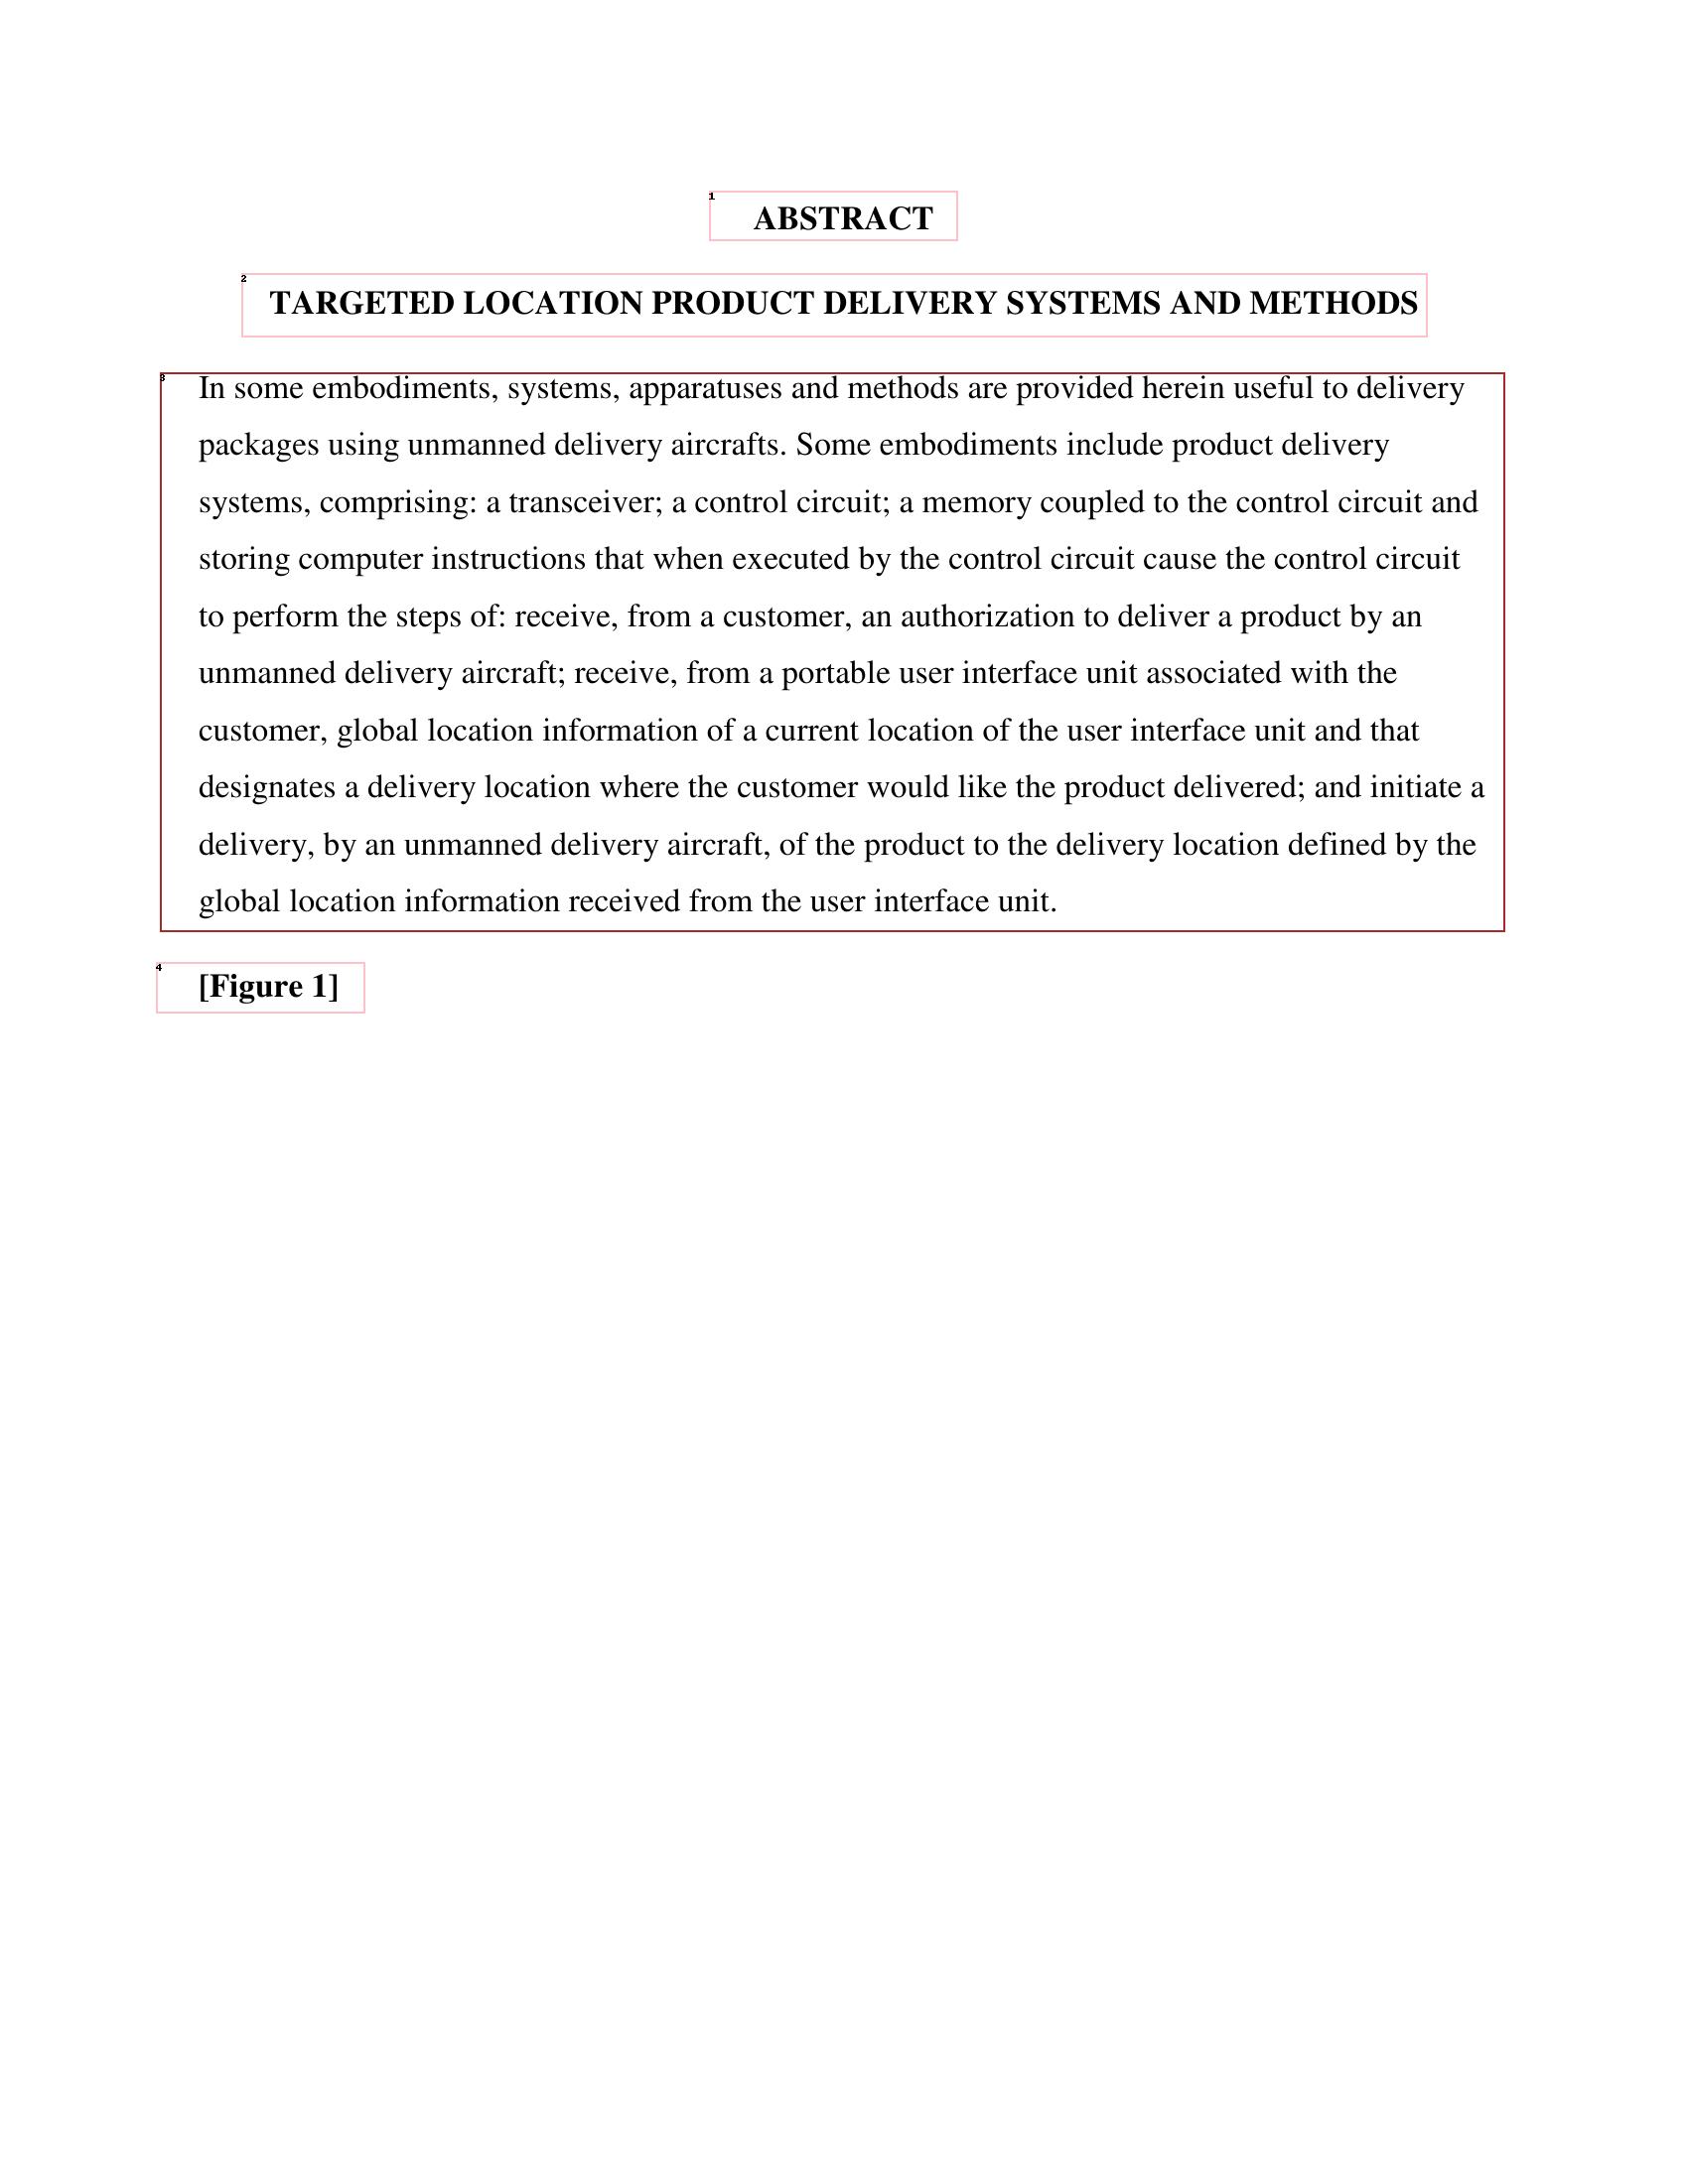 1
ABSTRACT
2
TARGETED LOCATION PRODUCT DELIVERY SYSTEMS AND METHODS
3
In some embodiments, systems, apparatuses and methods are provided herein useful to delivery
packages using unmanned delivery aircrafts. Some embodiments include product delivery
systems, comprising: a transceiver; a control circuit; a memory coupled to the control circuit and
storing computer instructions that when executed by the control circuit cause the control circuit
to perform the steps of: receive, from a customer, an authorization to deliver a product by an
unmanned delivery aircraft; receive, from a portable user interface unit associated with the
customer, global location information of a current location of the user interface unit and that
designates a delivery location where the customer would like the product delivered; and initiate a
delivery, by an unmanned delivery aircraft, of the product to the delivery location defined by the
global location information received from the user interface unit.
4
[Figure 1]